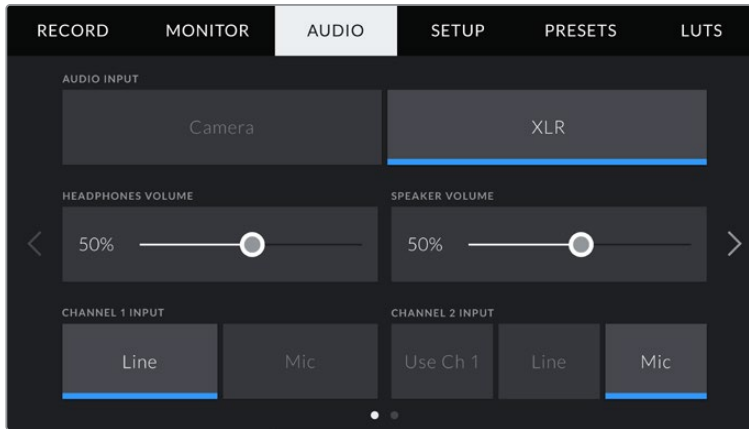 RECORD MONITOR AUDIO SETUP PRESETS LUTS
AUDIO INPUT
Camera XLR
HEADPHONES VOLUME SPEAKER VOLUME
50% 50%
CHANNEL 1 INPUT CHANNEL 2 INPUT
Line Mic Use Ch 1 Line Mic